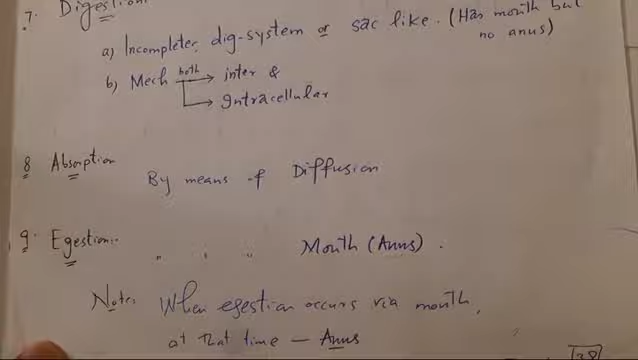 7. Digestion
a) Incomplete dig-system or sac like. (Has mouth but
no anus)
b) Mech both → inter &
→ Intracellular
8 Absorption
By means of Diffusion
9. Egestion
" " " Mouth (Anus).
Note: When egestion occurs via mouth,
at that time — Anus